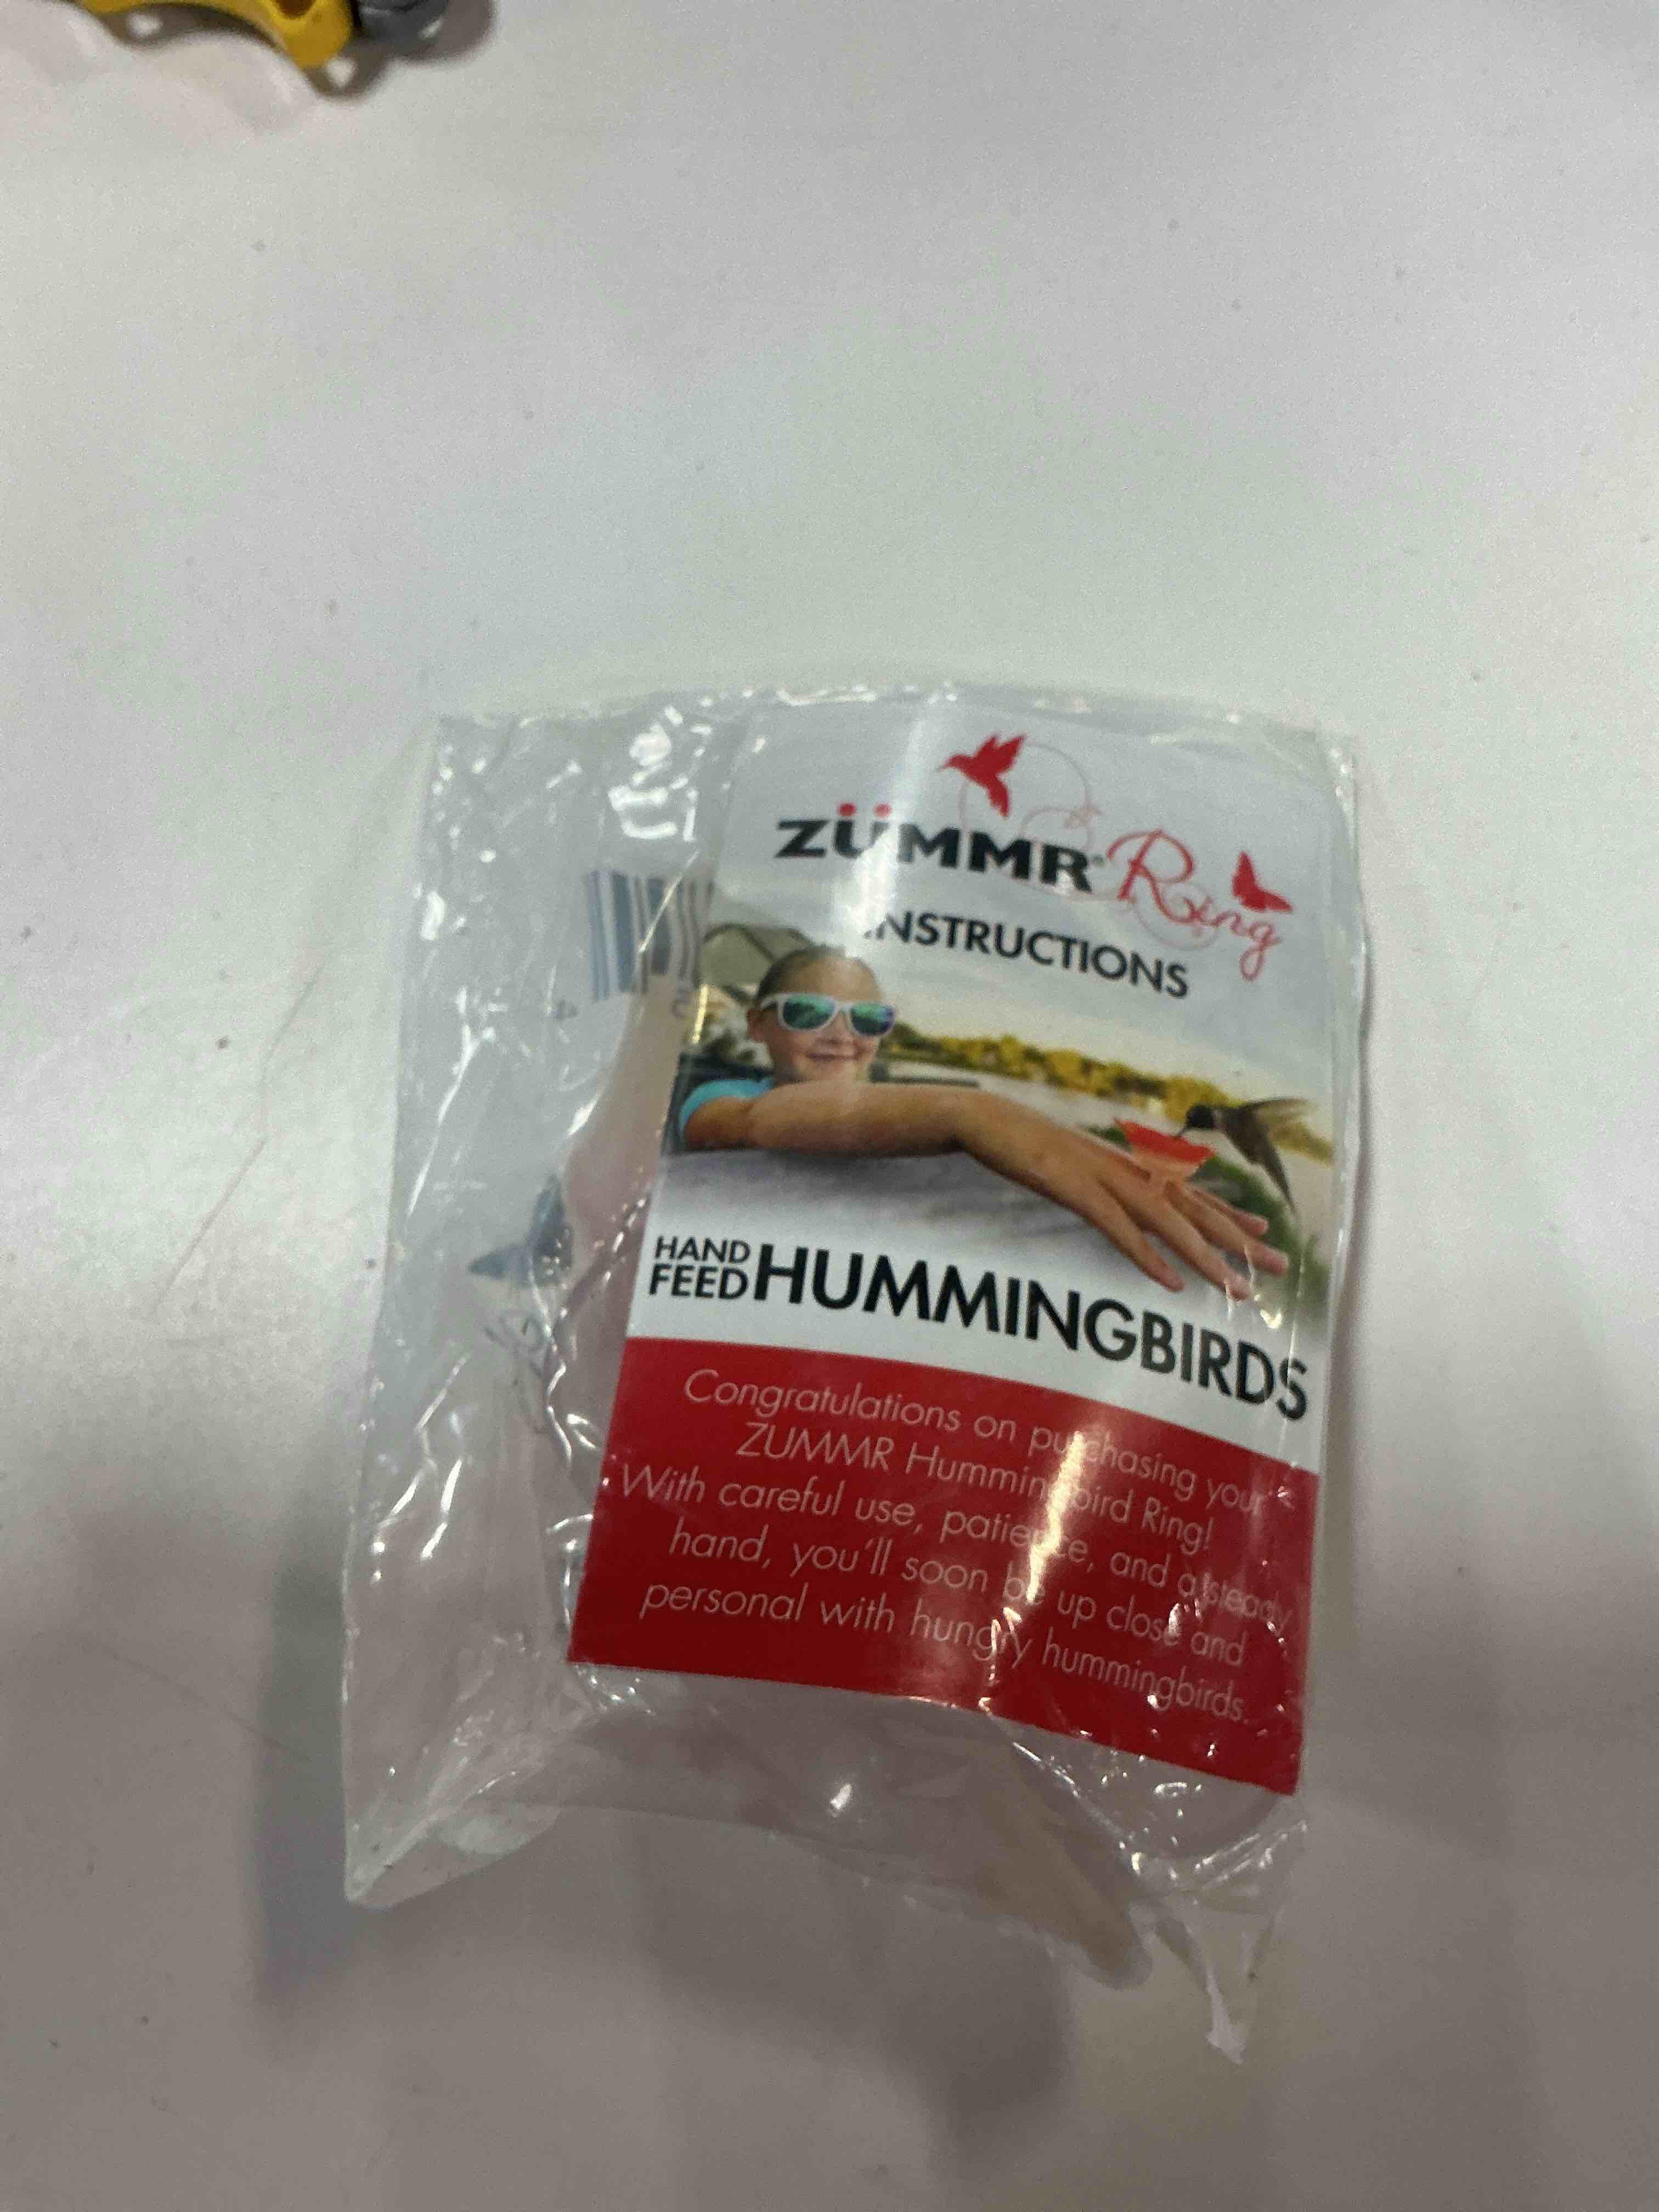 ZÜMMR® Ring
INSTRUCTIONS
HAND
FEED HUMMINGBIRDS
Congratulations on purchasing your
ZUMMR Hummingbird Ring!
With careful use, patience, and a steady
hand, you'll soon be up close and
personal with hungry hummingbirds.